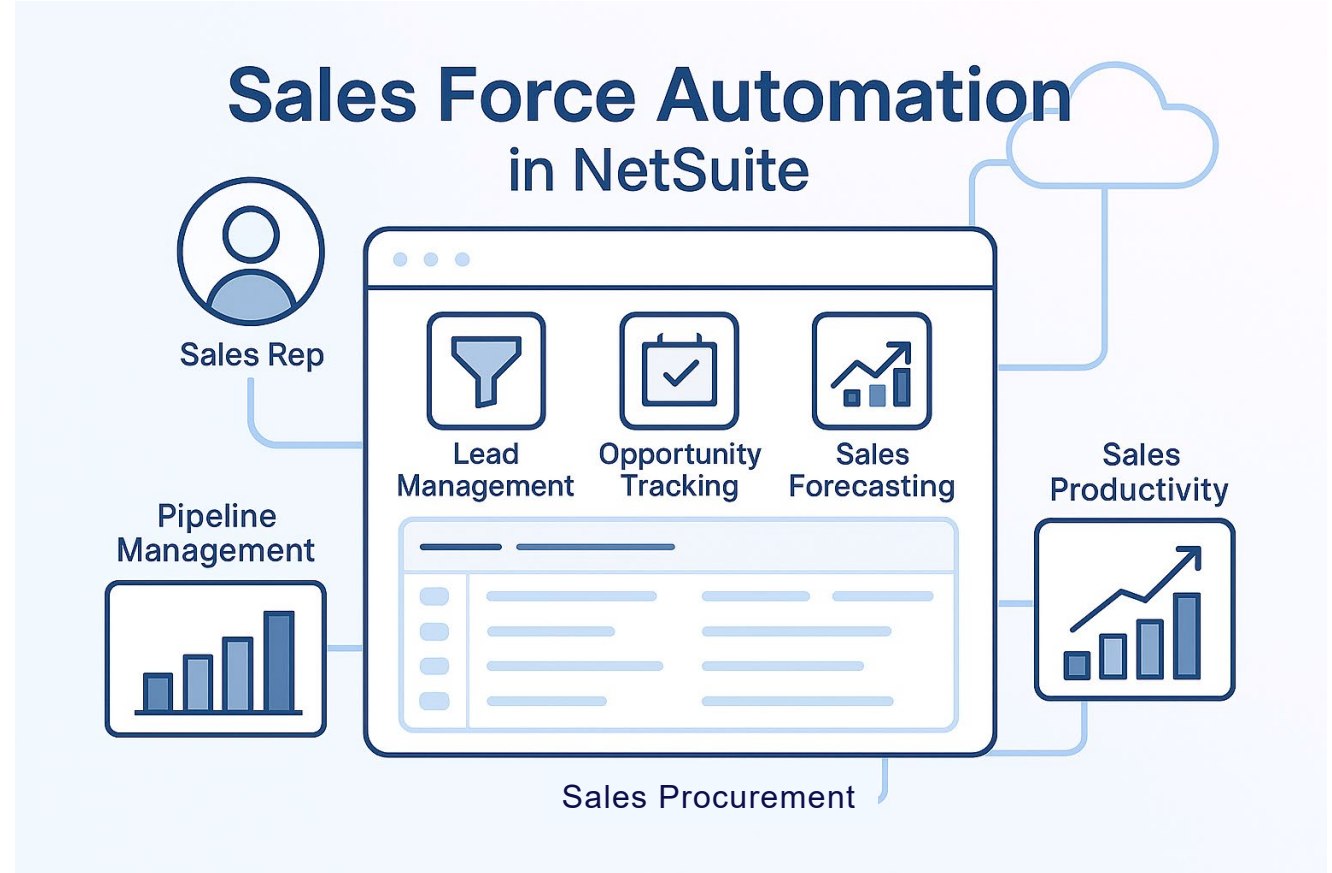 Sales Force Automation
in NetSuite
Sales Rep
Lead
Management
Opportunity
Tracking
Sales
Forecasting
Pipeline
Management
Sales
Productivity
Sales Procurement